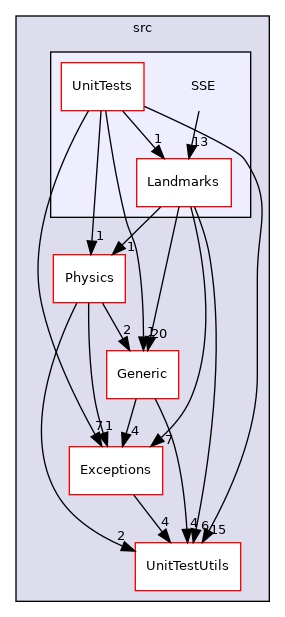 src
UnitTests
SSE
1
13
Landmarks
1
1
Physics
2
1
20
Generic
7
1
4
7
Exceptions
2
4
4
6
15
UnitTestUtils